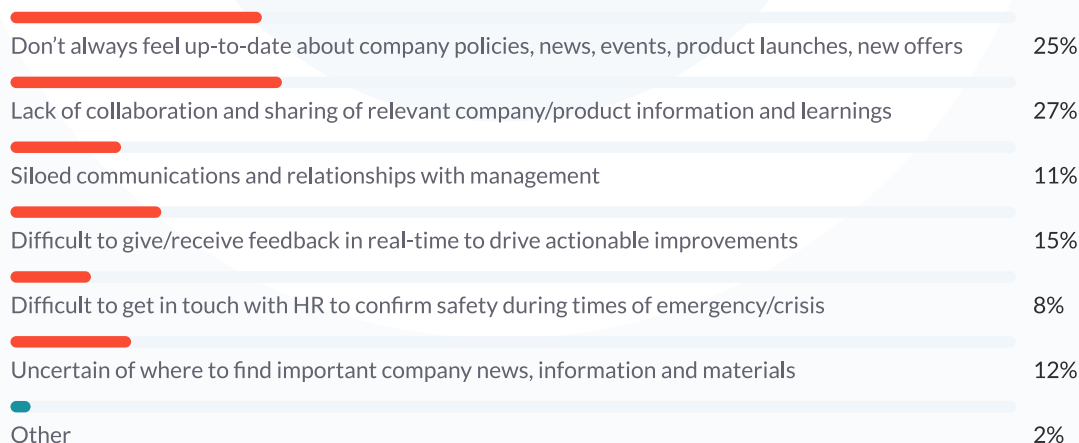 Don’t always feel up-to-date about company policies, news, events, product launches, new offers 25%
Lack of collaboration and sharing of relevant company/product information and learnings 27%
Siloed communications and relationships with management 11%
Difficult to give/receive feedback in real-time to drive actionable improvements 15%
Difficult to get in touch with HR to confirm safety during times of emergency/crisis 8%
Uncertain of where to find important company news, information and materials 12%
Other 2%